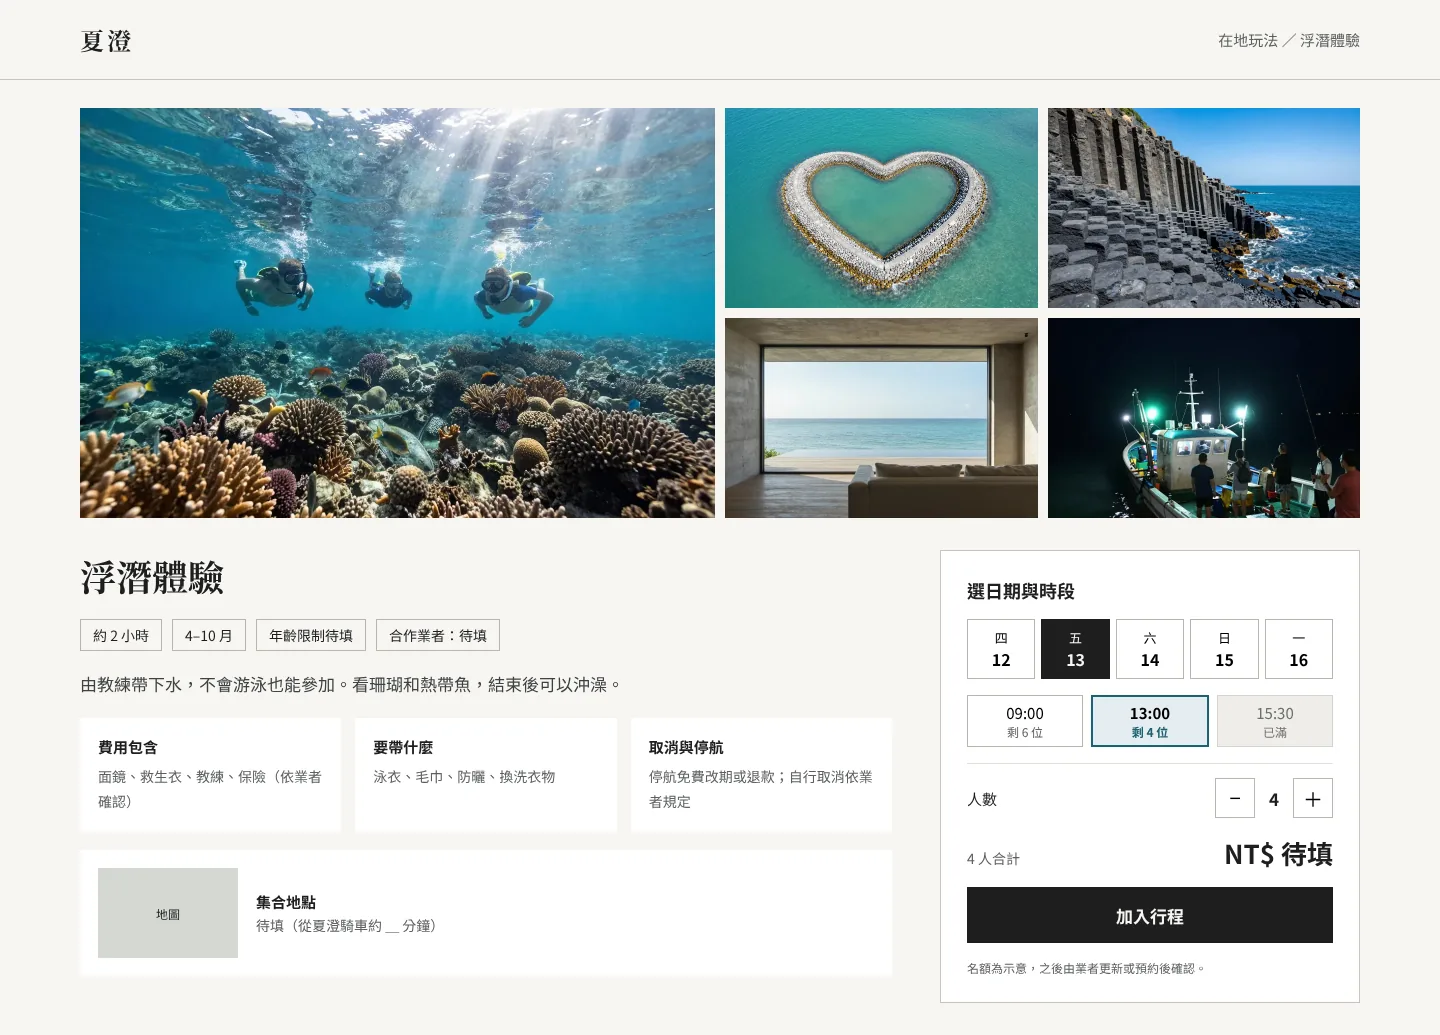 夏澄
在地玩法 ／ 浮潛體驗
浮潛體驗
約 2 小時
4–10 月
年齡限制待填
合作業者：待填
由教練帶下水，不會游泳也能參加。看珊瑚和熱帶魚，結束後可以沖澡。
費用包含
面鏡、救生衣、教練、保險（依業者
確認）
要帶什麼
泳衣、毛巾、防曬、換洗衣物
取消與停航
停航免費改期或退款；自行取消依業
者規定
地圖
集合地點
待填（從夏澄騎車約 __ 分鐘）
選日期與時段
四 五 六 日 一
12 13 14 15 16
09:00 13:00 15:30
剩 6 位 剩 4 位 已滿
人數 − 4 ＋
4 人合計 NT$ 待填
加入行程
名額為示意，之後由業者更新或預約後確認。